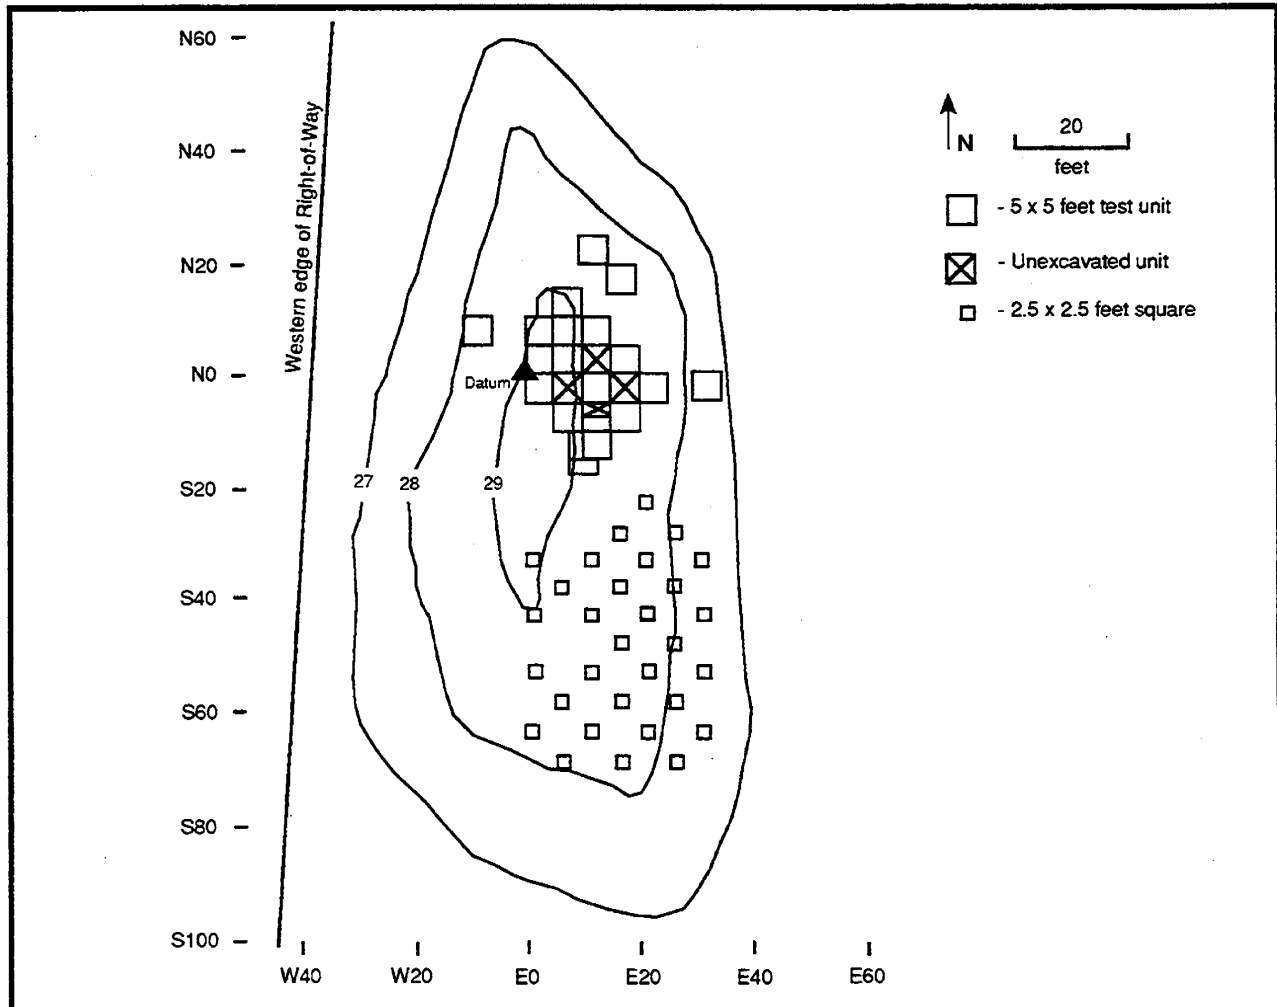 N60
N40
N20
N0
S20
S40
S60
S80
S100
W40
W20
E0
E20
E40
E60
Western edge of Right-of-Way
Datum
27
28
29
N
20
feet
- 5 x 5 feet test unit
- Unexcavated unit
- 2.5 x 2.5 feet square